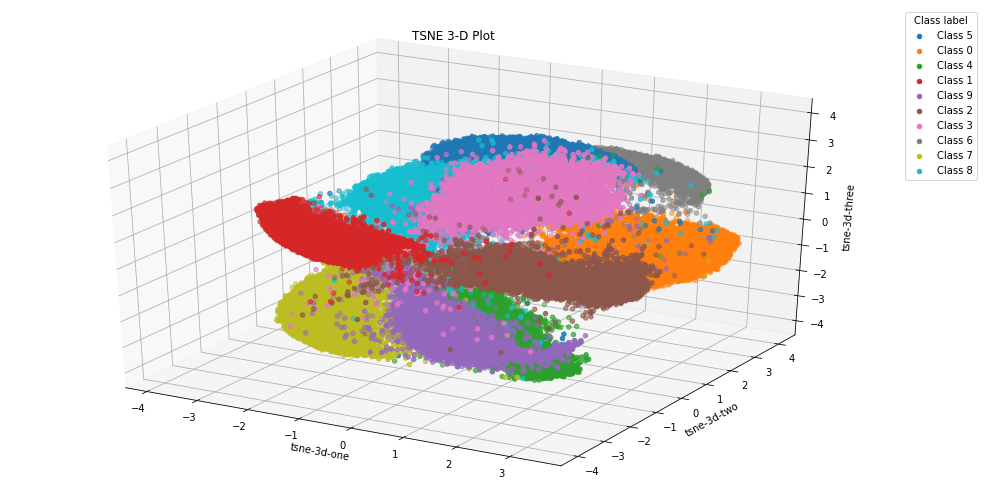 TSNE 3-D Plot
Class label
Class 5
Class 0
Class 4
Class 1
Class 9
Class 2
Class 3
Class 6
Class 7
Class 8
4
3
2
1
0
−1
−2
−3
−4
tsne-3d-three
−4
−3
−2
−1
0
1
2
3
tsne-3d-one
−4
−3
−2
−1
0
1
2
3
4
tsne-3d-two